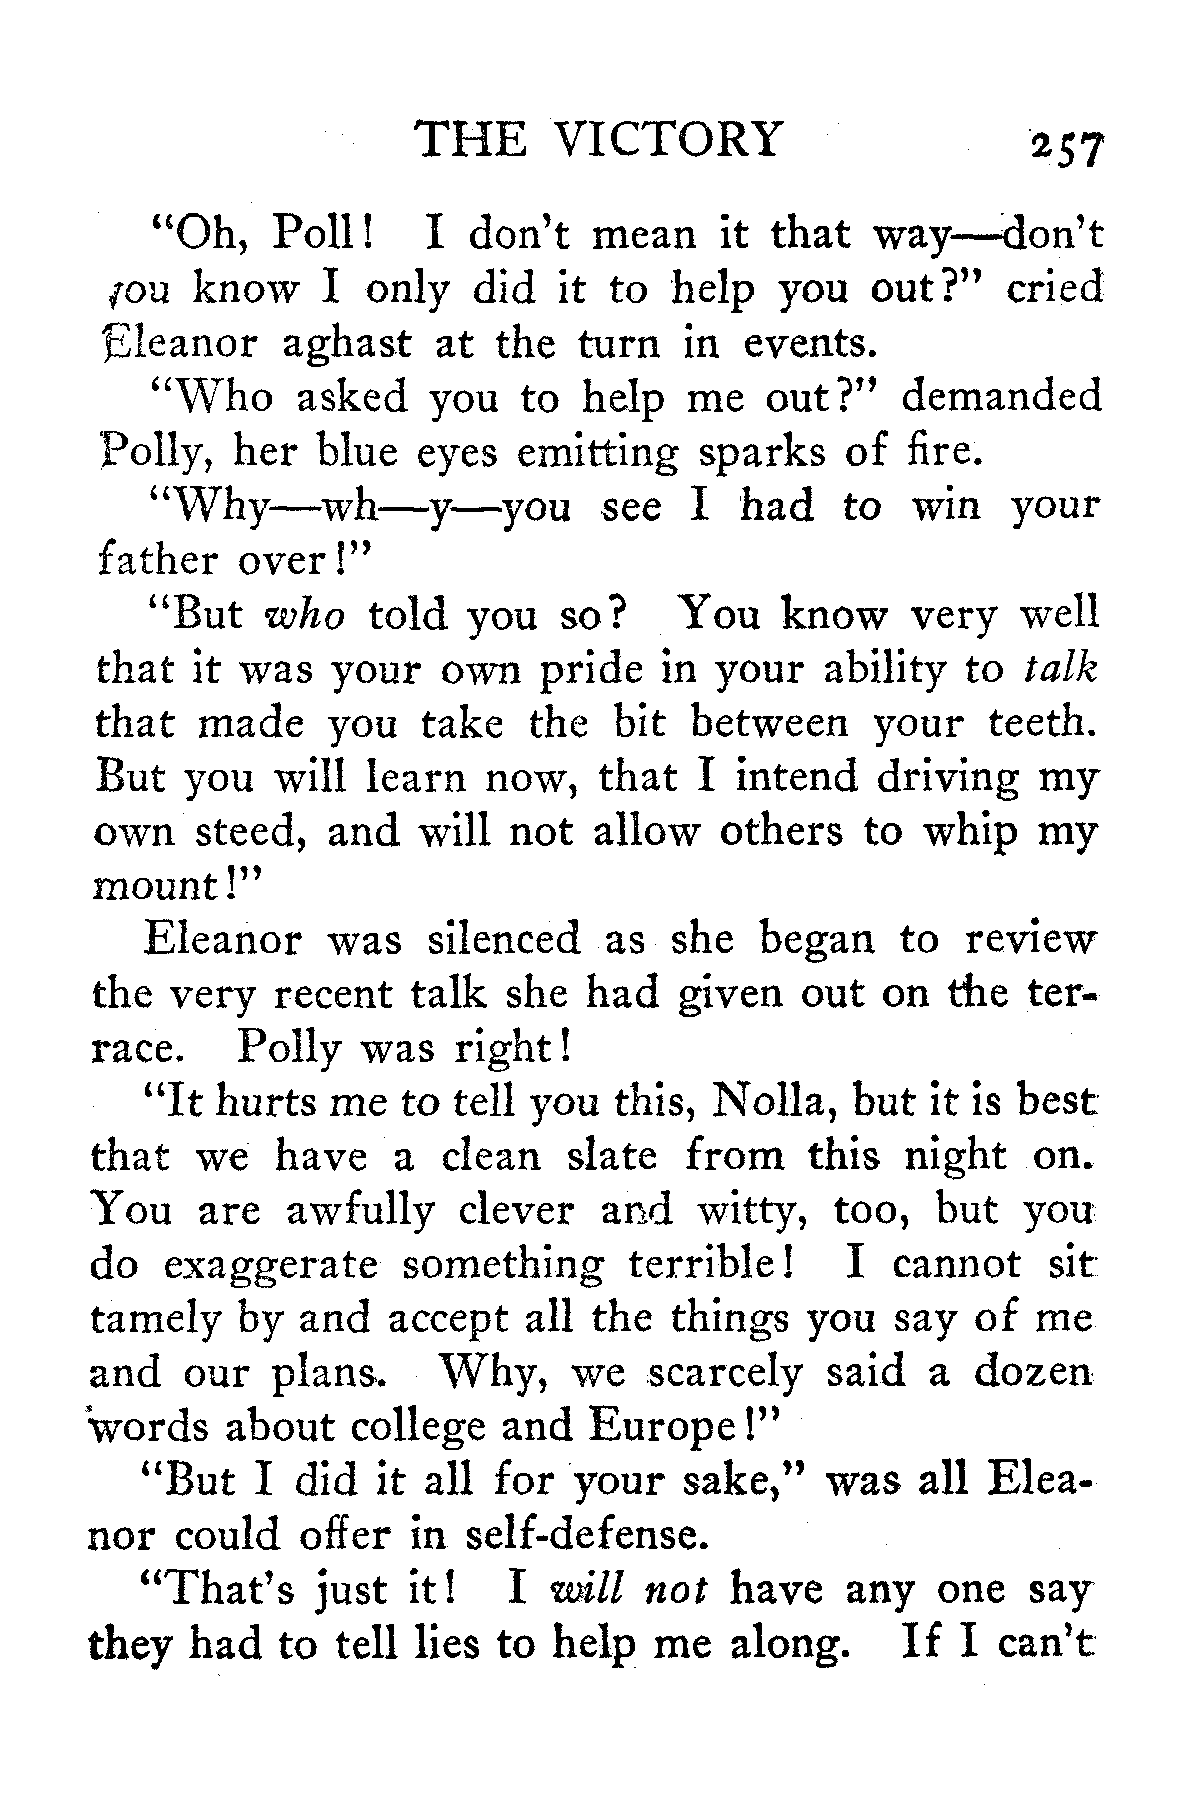 THE VICTORY 257
“Oh, Poll! I don’t mean it that way—don’t
you know I only did it to help you out?” cried
Eleanor aghast at the turn in events.
“Who asked you to help me out?” demanded
Polly, her blue eyes emitting sparks of fire.
“Why—wh—y—you see I had to win your
father over!”
“But who told you so? You know very well
that it was your own pride in your ability to talk
that made you take the bit between your teeth.
But you will learn now, that I intend driving my
own steed, and will not allow others to whip my
mount!”
Eleanor was silenced as she began to review
the very recent talk she had given out on the ter-
race. Polly was right!
“It hurts me to tell you this, Nolla, but it is best
that we have a clean slate from this night on.
You are awfully clever and witty, too, but you
do exaggerate something terrible! I cannot sit
tamely by and accept all the things you say of me
and our plans. Why, we scarcely said a dozen
words about college and Europe!”
“But I did it all for your sake,” was all Elea-
nor could offer in self-defense.
“That’s just it! I will not have any one say
they had to tell lies to help me along. If I can’t